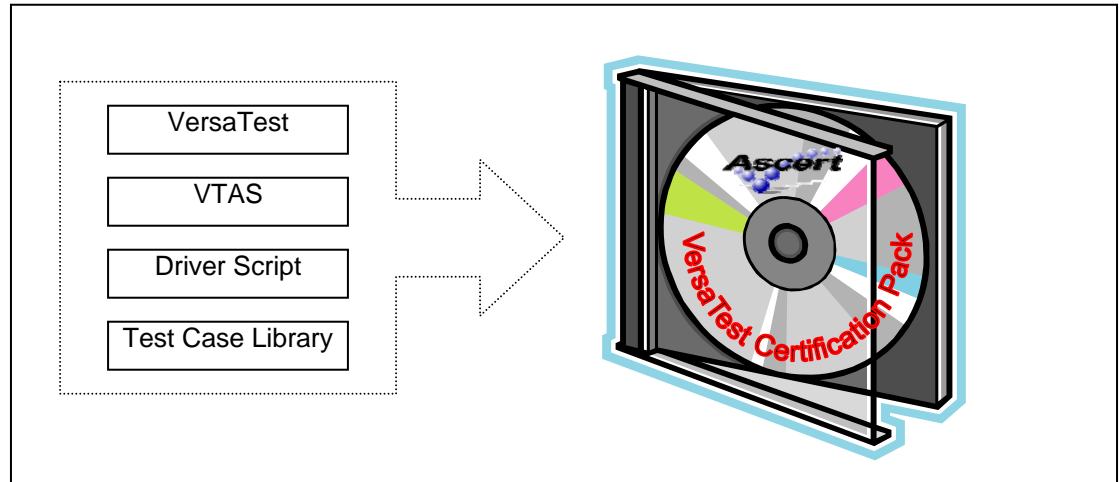 VersaTest
VTAS
Driver Script
Test Case Library
Ascert
VersaTest Certification Pack